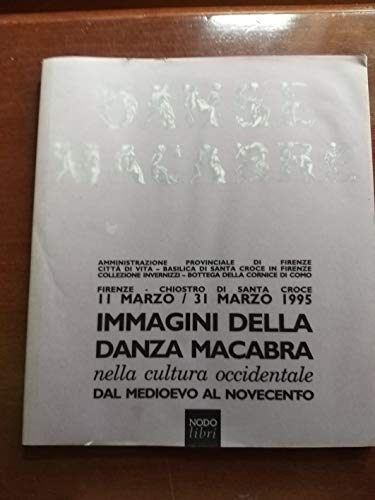 DANSE
MACABRE
AMMINISTRAZIONE PROVINCIALE DI FIRENZE
CITTÀ DI VITA – BASILICA DI SANTA CROCE IN FIRENZE
COLLEZIONE INVERNIZZI – BOTTEGA DELLA CORNICE DI COMO
FIRENZE - CHIOSTRO DI SANTA CROCE
11 MARZO / 31 MARZO 1995
IMMAGINI DELLA
DANZA MACABRA
nella cultura occidentale
DAL MEDIOEVO AL NOVECENTO
NODO
libri